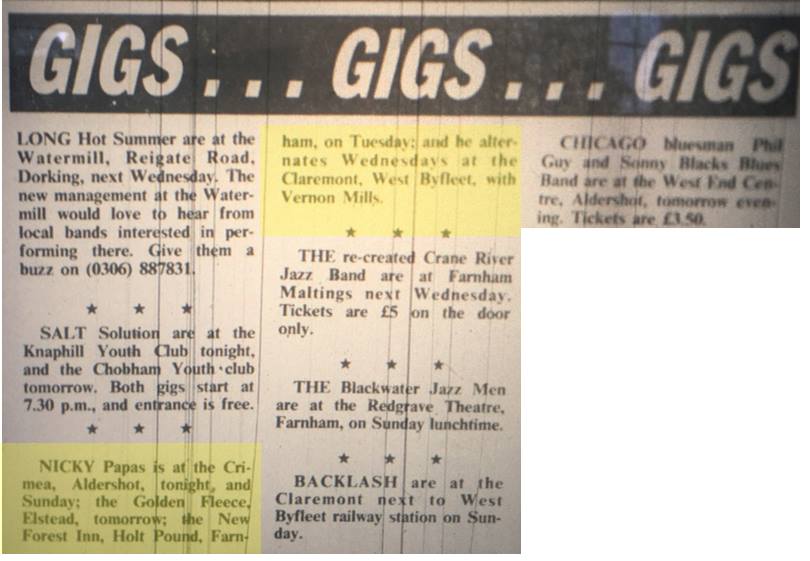 GIGS... GIGS... GIGS
LONG Hot Summer are at the
Watermill, Reigate Road,
Dorking, next Wednesday. The
new management at the Water-
mill would love to hear from
local bands interested in per-
forming there. Give them a
buzz on (0306) 887831.
★ ★ ★
SALT Solution are at the
Knaphill Youth Club tonight,
and the Chobham Youth club
tomorrow. Both gigs start at
7.30 p.m., and entrance is free.
★ ★ ★
NICKY Papas is at the Cri-
mea, Aldershot, tonight, and
Sunday; the Golden Fleece,
Elstead, tomorrow; the New
Forest Inn, Holt Pound, Farn-
ham, on Tuesday; and he alter-
nates Wednesdays at the
Claremont, West Byfleet, with
Vernon Mills.
★ ★ ★
THE re-created Crane River
Jazz Band are at Farnham
Maltings next Wednesday.
Tickets are £5 on the door
only.
★ ★ ★
THE Blackwater Jazz Men
are at the Redgrave Theatre,
Farnham, on Sunday lunchtime.
★ ★ ★
BACKLASH are at the
Claremont next to West
Byfleet railway station on Sun-
day.
CHICAGO bluesman Phil
Guy and Sonny Blacks Blues
Band are at the West End Cen-
tre, Aldershot, tomorrow even-
ing. Tickets are £3.50.